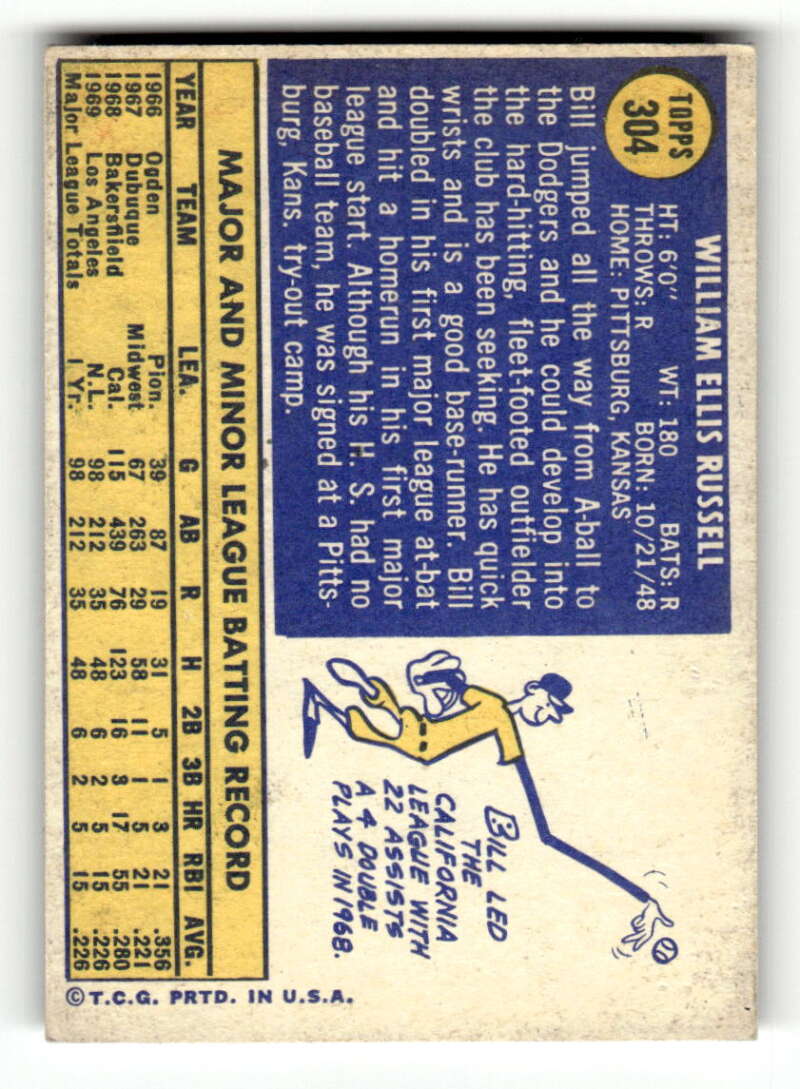 TOPPS
304
WILLIAM ELLIS RUSSELL
HT: 6'0" WT: 180 BATS: R
THROWS: R BORN: 10/21/48
HOME: PITTSBURG, KANSAS
Bill jumped all the way from A-ball to
the Dodgers and he could develop into
the hard-hitting, fleet-footed outfielder
the club has been seeking. He has quick
wrists and is a good base-runner. Bill
doubled in his first major league at-bat
and hit a homerun in his first major
league start. Although his H. S. had no
baseball team, he was signed at a Pitts-
burg, Kans. try-out camp.
BILL LED
THE
CALIFORNIA
LEAGUE WITH
22 ASSISTS
A 4 DOUBLE
PLAYS IN 1968.
MAJOR AND MINOR LEAGUE BATTING RECORD
YEAR TEAM LEA. G AB R H 2B 3B HR RBI AVG.
1966 Ogden Pion. 39 87 19 31 5 1 3 21 .356
1967 Dubuque Midwest 67 263 29 58 11 1 5 21 .221
1968 Bakersfield Cal. 115 439 76 123 16 3 17 55 .280
1969 Los Angeles N.L. 98 212 35 48 6 2 5 15 .226
Major League Totals 1 Yr. 98 212 35 48 6 2 5 15 .226
© T.C.G. PRTD. IN U.S.A.